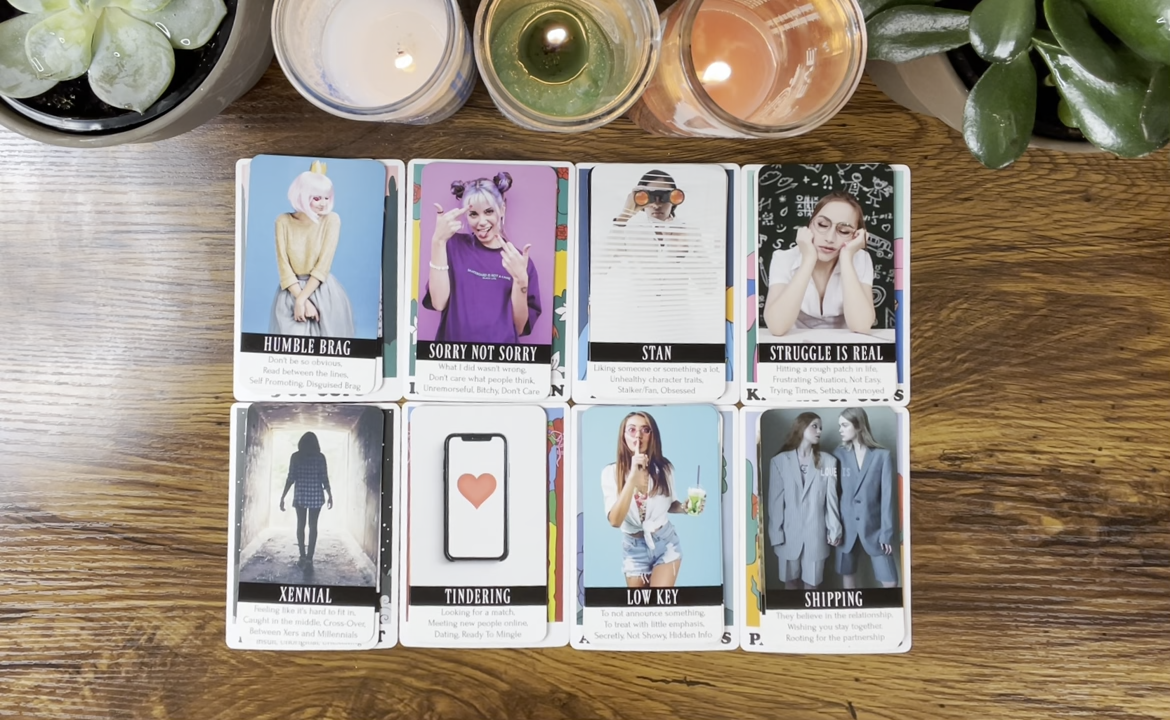 HUMBLE BRAG
Don't be so obvious,
Read between the lines,
Self Promoting, Disguised Brag
SORRY NOT SORRY
What I did wasn't wrong,
Don't care what people think,
Unremorseful, Bitchy, Don't Care
STAN
Liking someone or something a lot,
Unhealthy character traits,
Stalker/Fan, Obsessed
STRUGGLE IS REAL
Hitting a rough patch in life,
Frustrating Situation, Not Easy,
Trying Times, Setback, Annoyed
XENNIAL
Feeling like it's hard to fit in,
Caught in the middle, Cross-Over,
Between Xers and Millennials
TINDERING
Looking for a match,
Meeting new people online,
Dating, Ready To Mingle
LOW KEY
To not announce something,
To treat with little emphasis,
Secretly, Not Showy, Hidden Info
LOVE IS
SHIPPING
They believe in the relationship,
Wishing you stay together,
Rooting for the partnership